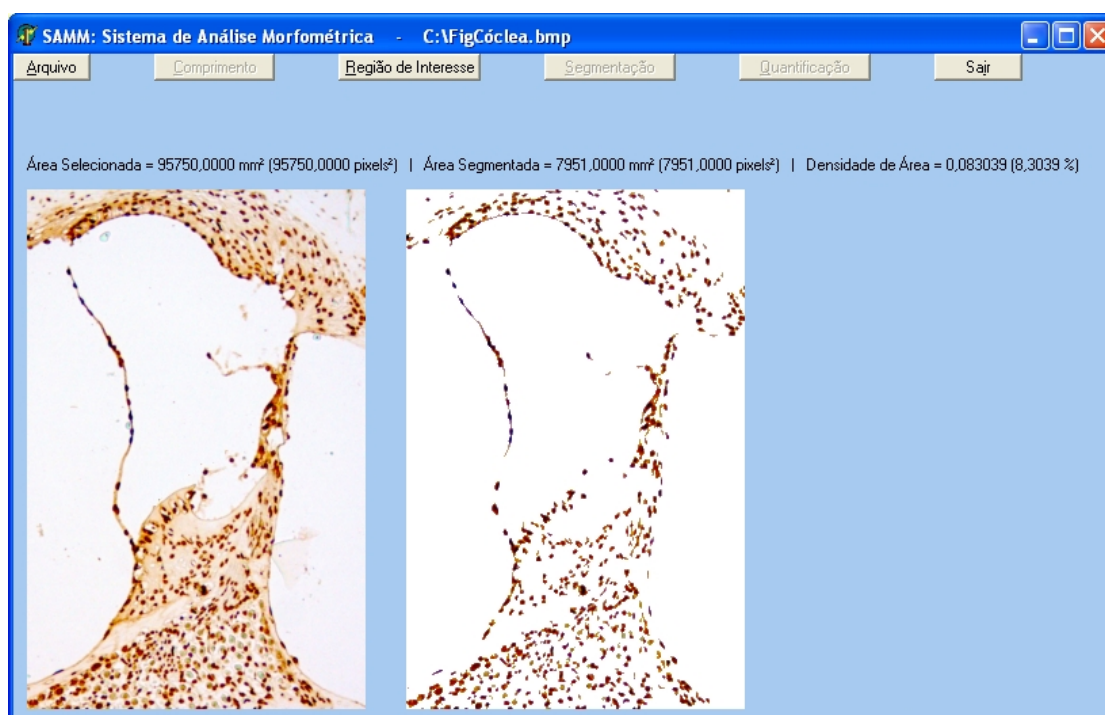 SAMM: Sistema de Análise Morfométrica - C:\FigCóclea.bmp
Arquivo Comprimento Região de Interesse Segmentação Quantificação Sair
Área Selecionada = 95750,0000 mm² (95750,0000 pixels²) | Área Segmentada = 7951,0000 mm² (7951,0000 pixels²) | Densidade de Área = 0,083039 (8,3039 %)